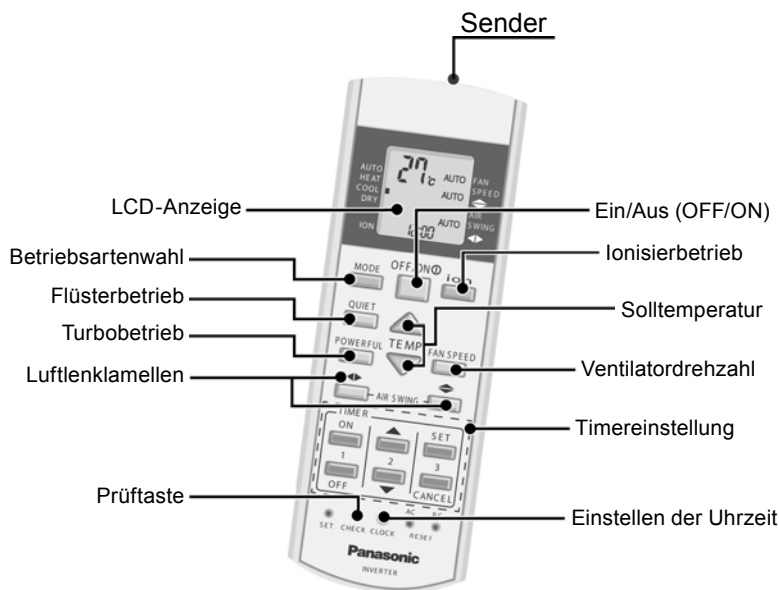 Sender
27°c AUTO
AUTO
AUTO
10:00
AUTO
HEAT
COOL
DRY
ION
FAN
SPEED
AIR
SWING
LCD-Anzeige
Ein/Aus (OFF/ON)
Betriebsartenwahl
MODE
OFF/ON
ion
Ionisierbetrieb
Flüsterbetrieb
QUIET
Solltemperatur
Turbobetrieb
POWERFUL
TEMP
FAN SPEED
Ventilatordrehzahl
Luftlenklamellen
AIR SWING
TIMER
ON
SET
Timereinstellung
1
2
3
OFF
CANCEL
Prüftaste
Einstellen der Uhrzeit
AC
RC
SET CHECK CLOCK RESET
Panasonic
INVERTER